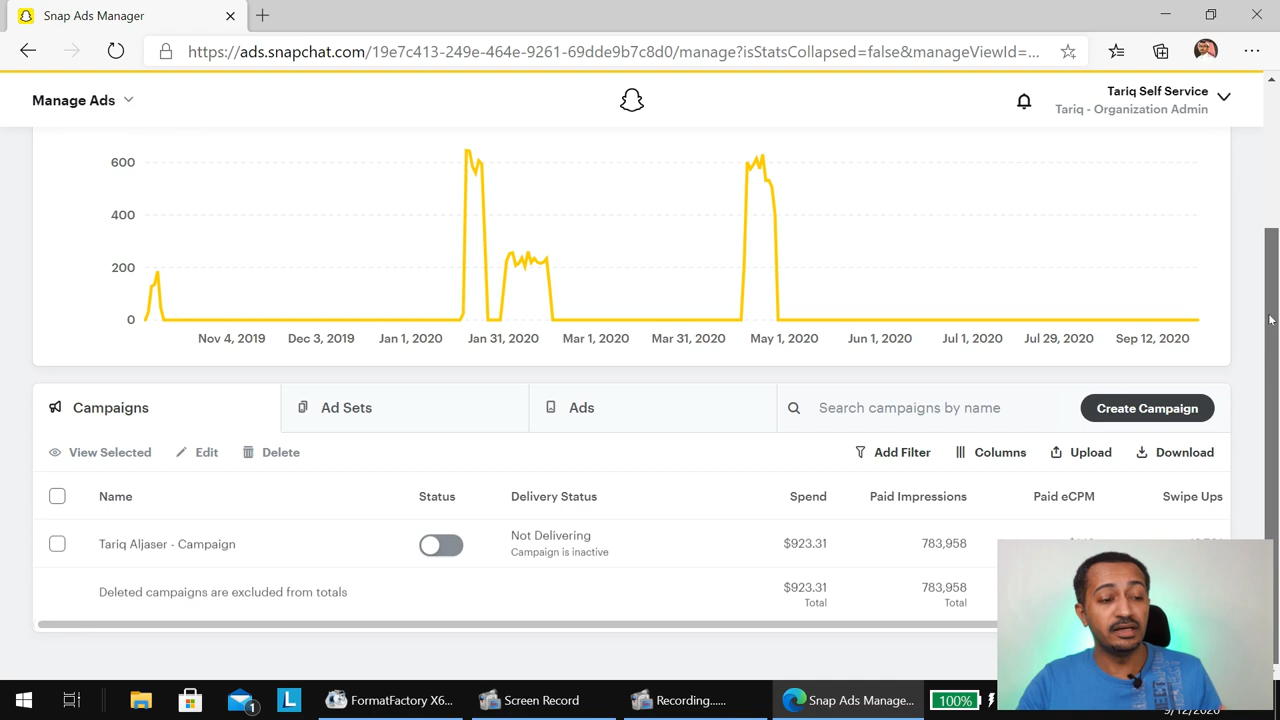 Snap Ads Manager
https://ads.snapchat.com/19e7c413-249e-464e-9261-69dde9b7c8d0/manage?isStatsCollapsed=false&manageViewId=...
Manage Ads
Tariq Self Service
Tariq - Organization Admin
600
400
200
0
Nov 4, 2019 Dec 3, 2019 Jan 1, 2020 Jan 31, 2020 Mar 1, 2020 Mar 31, 2020 May 1, 2020 Jun 1, 2020 Jul 1, 2020 Jul 29, 2020 Sep 12, 2020
Campaigns Ad Sets Ads Search campaigns by name Create Campaign
View Selected Edit Delete Add Filter Columns Upload Download
Name Status Delivery Status Spend Paid Impressions Paid eCPM Swipe Ups
Tariq Aljaser - Campaign Not Delivering $923.31 783,958
Campaign is inactive
Deleted campaigns are excluded from totals $923.31 783,958
Total Total
1 L FormatFactory X6... Screen Record Recording...... Snap Ads Manage... 100%
9/12/2020